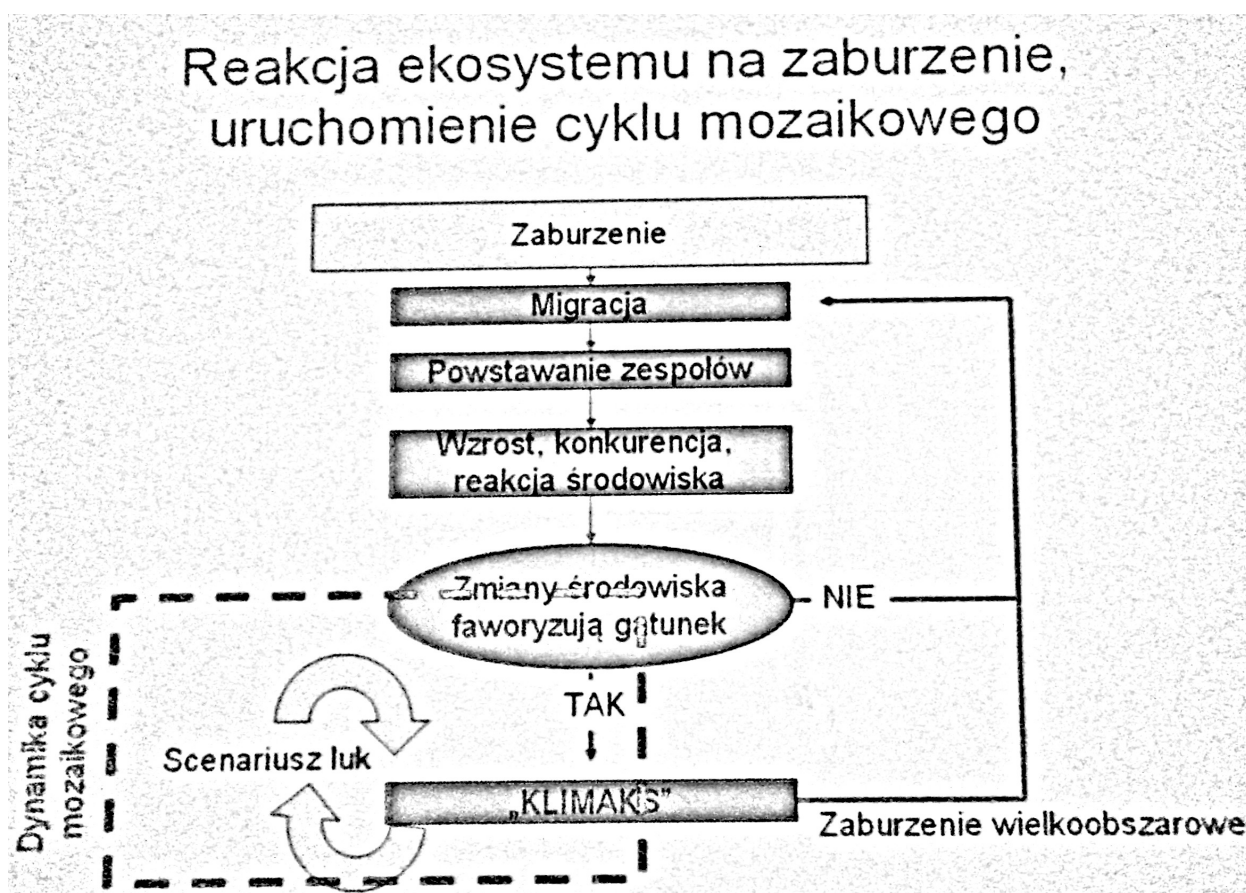 Reakcja ekosystemu na zaburzenie,
uruchomienie cyklu mozaikowego
Zaburzenie
Migracja
Powstawanie zespołów
Wzrost, konkurencja,
reakcja środowiska
Zmiany środowiska
faworyzują gatunek
NIE
TAK
Dynamika cyklu
mozaikowego
Scenariusz luk
„KLIMAKS”
Zaburzenie wielkoobszarowe